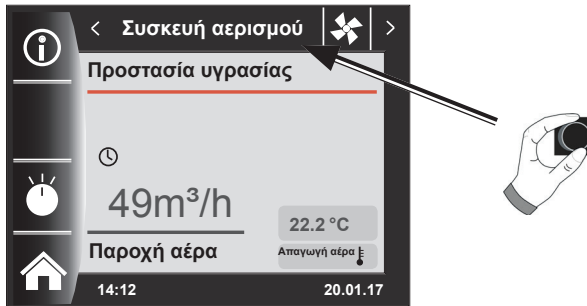 Συσκευή αερισμού
Προστασία υγρασίας
49m³/h
22.2 °C
Παροχή αέρα
Απαγωγή αέρα
14:12
20.01.17